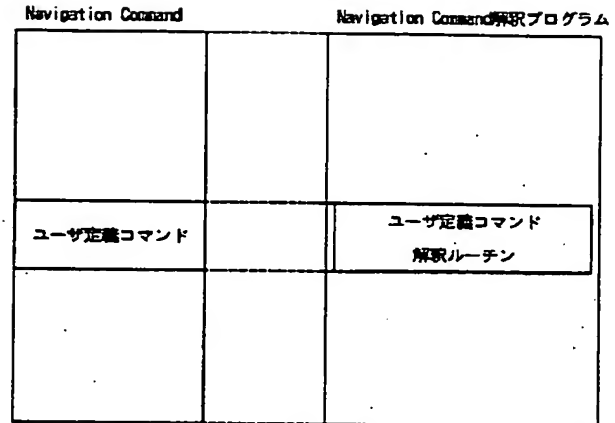 Navigation Command
Navigation Command解釈プログラム
ユーザ定義コマンド
ユーザ定義コマンド
解釈ルーチン